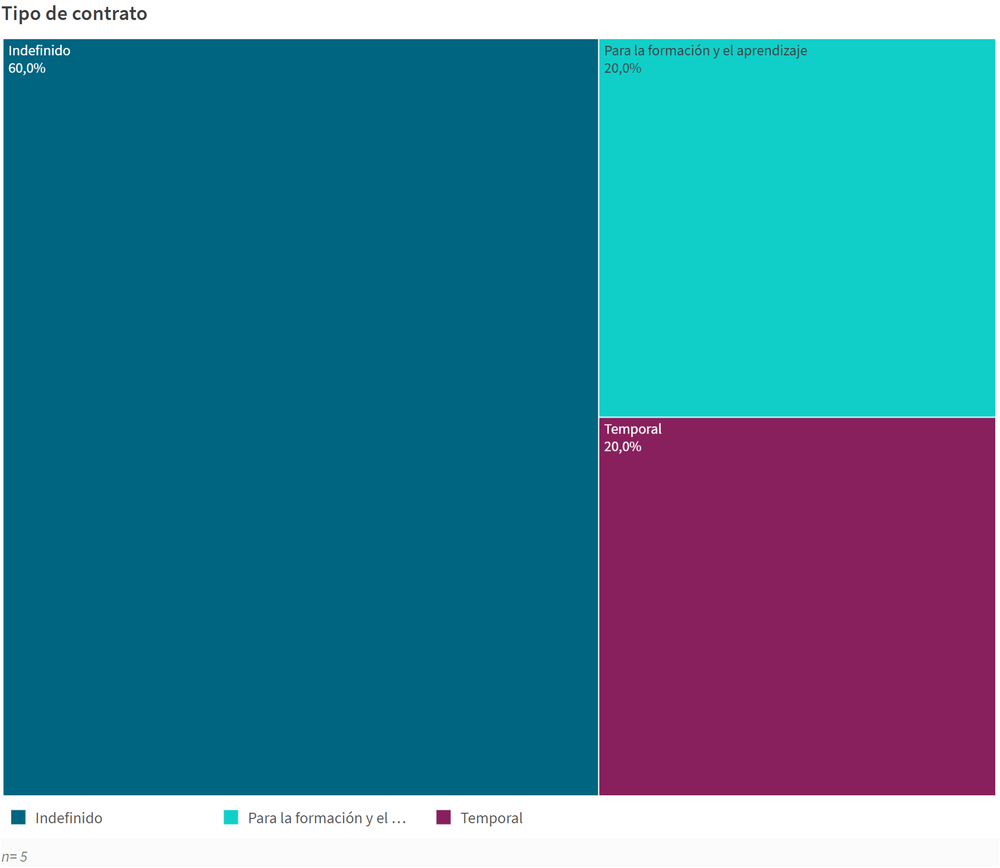 Tipo de contrato
Indefinido
60,0%
Para la formación y el aprendizaje
20,0%
Temporal
20,0%
Indefinido
Para la formación y el …
Temporal
n= 5